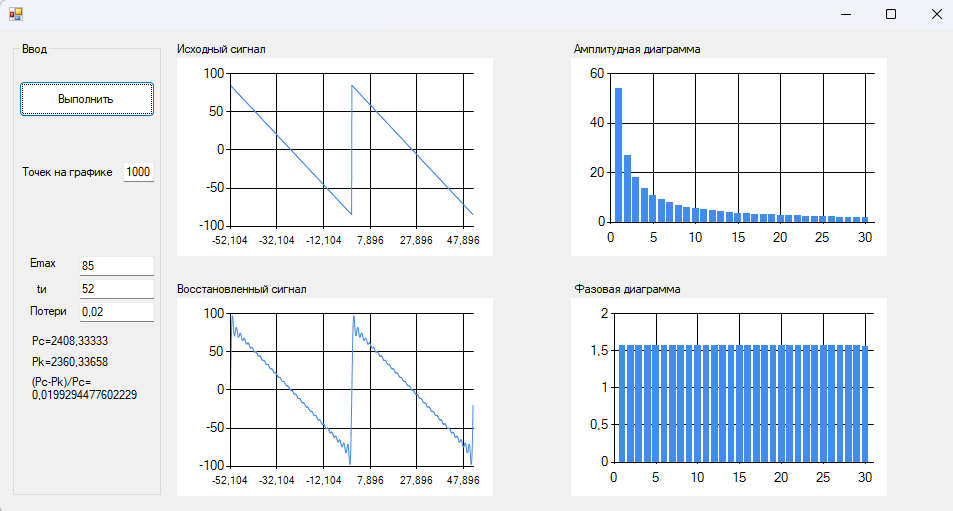 Ввод
Выполнить
Точек на графике 1000
Emax 85
tи 52
Потери 0,02
Pc=2408,33333
Pk=2360,33658
(Pc-Pk)/Pc=
0,0199294477602229
Исходный сигнал
100
50
0
-50
-100
-52,104 -32,104 -12,104 7,896 27,896 47,896
Восстановленный сигнал
100
50
0
-50
-100
-52,104 -32,104 -12,104 7,896 27,896 47,896
Амплитудная диаграмма
60
40
20
0
0 5 10 15 20 25 30
Фазовая диаграмма
2
1.5
1
0.5
0
0 5 10 15 20 25 30